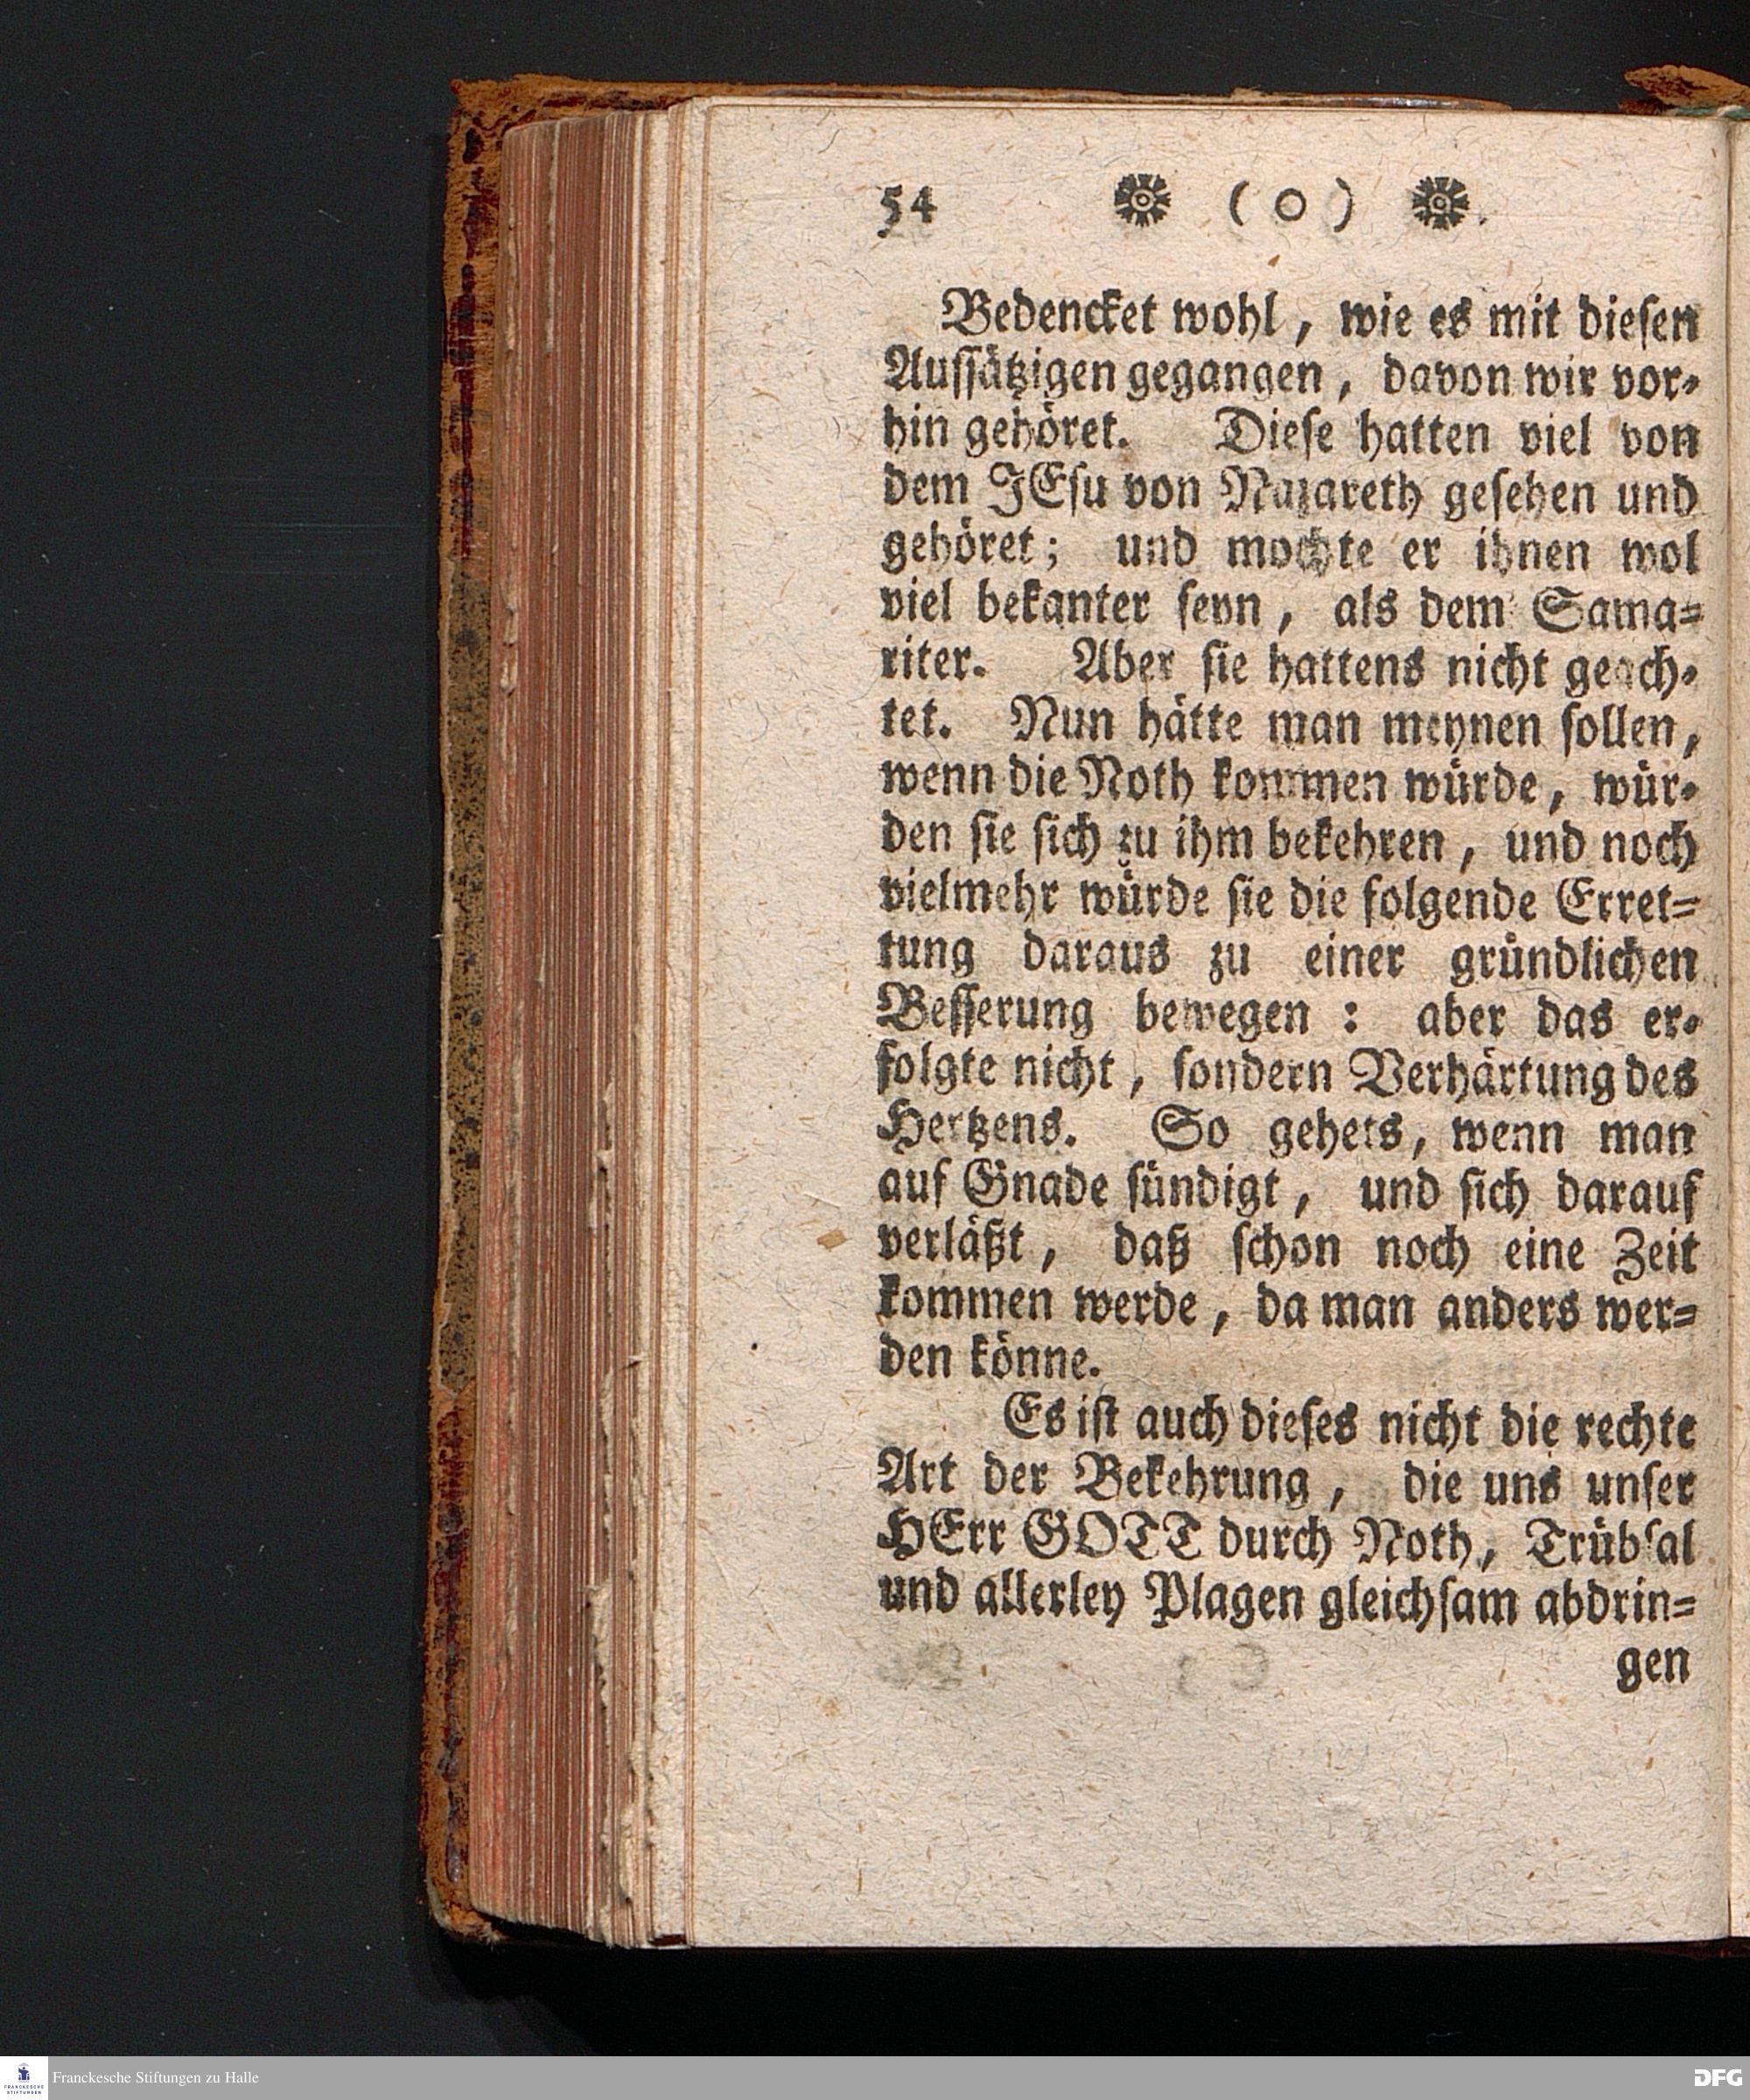 54 ( O )
Bedencket wohl, wie es mit dieſen
Auſſätzigen gegangen, davon wir vor-
hin gehöret. Dieſe hatten viel von
dem JEſu von Nazareth geſehen und
gehöret; und mochte er ihnen wol
viel bekanter ſeyn, als dem Sama-
riter. Aber ſie hattens nicht geach-
tet. Nun hätte man meynen ſollen,
wenn die Noth kommen würde, wür-
den ſie ſich zu ihm bekehren, und noch
vielmehr würde ſie die folgende Erret-
tung daraus zu einer gründlichen
Beſſerung bewegen: aber das er-
folgte nicht, ſondern Verhärtung des
Hertzens. So gehets, wenn man
auf Gnade ſündigt, und ſich darauf
verläßt, daß ſchon noch eine Zeit
kommen werde, da man anders wer-
den könne.
Es iſt auch dieſes nicht die rechte
Art der Bekehrung, die uns unſer
HErr GOTT durch Noth, Trübſal
und allerley Plagen gleichſam abdrin-
gen
Franckesche Stiftungen zu Halle
FRANCKESCHE
STIFTUNGEN
DFG